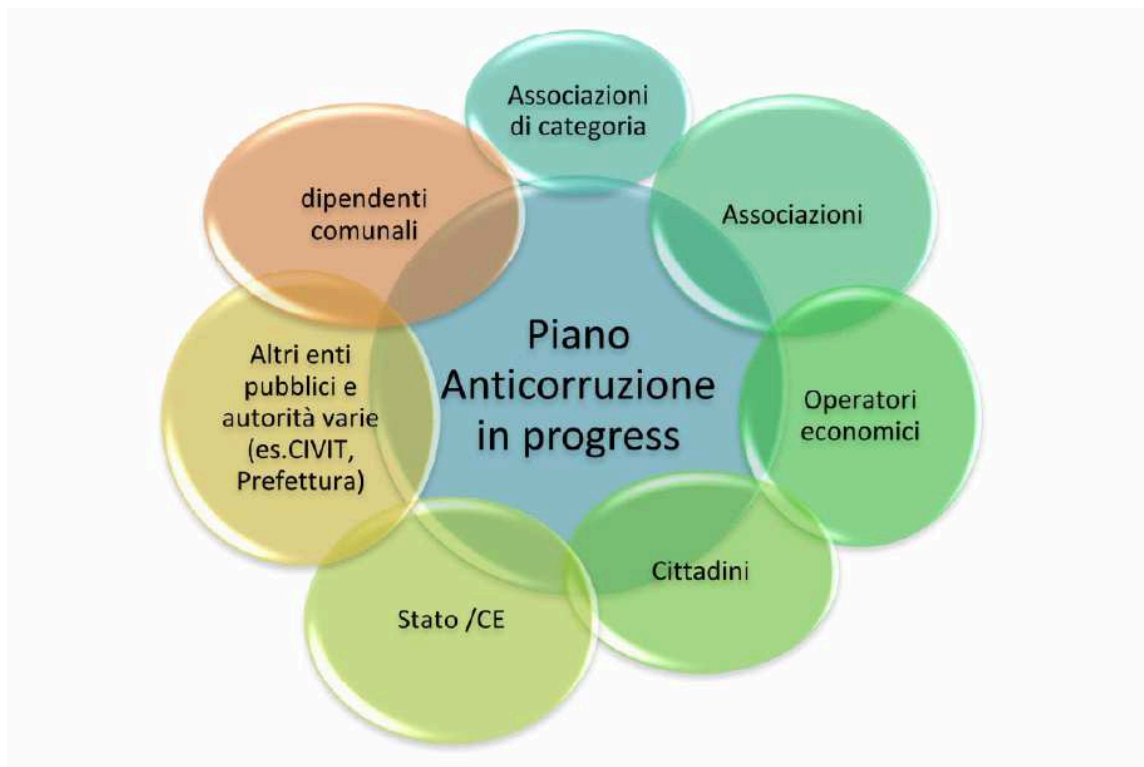 Associazioni
di categoria
dipendenti
comunali
Associazioni
Piano
Anticorruzione
in progress
Altri enti
pubblici e
autorità varie
(es.CIVIT,
Prefettura)
Operatori
economici
Cittadini
Stato /CE